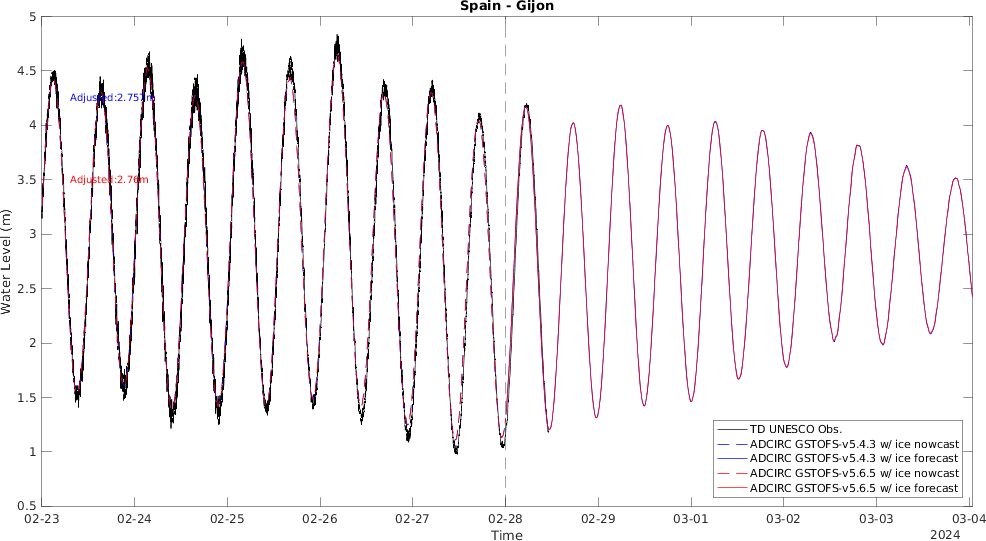 Spain - Gijon
5
4.5
4
3.5
3
2.5
2
1.5
1
0.5
Water Level (m)
Adjusted:2.757m
Adjusted:2.76m
TD UNESCO Obs.
ADCIRC GSTOFS-v5.4.3 w/ ice nowcast
ADCIRC GSTOFS-v5.4.3 w/ ice forecast
ADCIRC GSTOFS-v5.6.5 w/ ice nowcast
ADCIRC GSTOFS-v5.6.5 w/ ice forecast
02-23 02-24 02-25 02-26 02-27 02-28 02-29 03-01 03-02 03-03 03-04
Time
2024